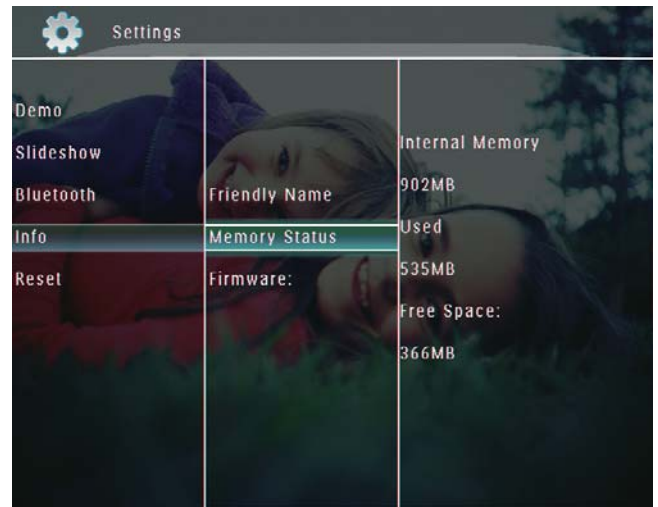 Settings
Demo
Slideshow
Bluetooth
Info
Reset
Friendly Name
Memory Status
Firmware:
Internal Memory
902MB
Used
535MB
Free Space:
366MB